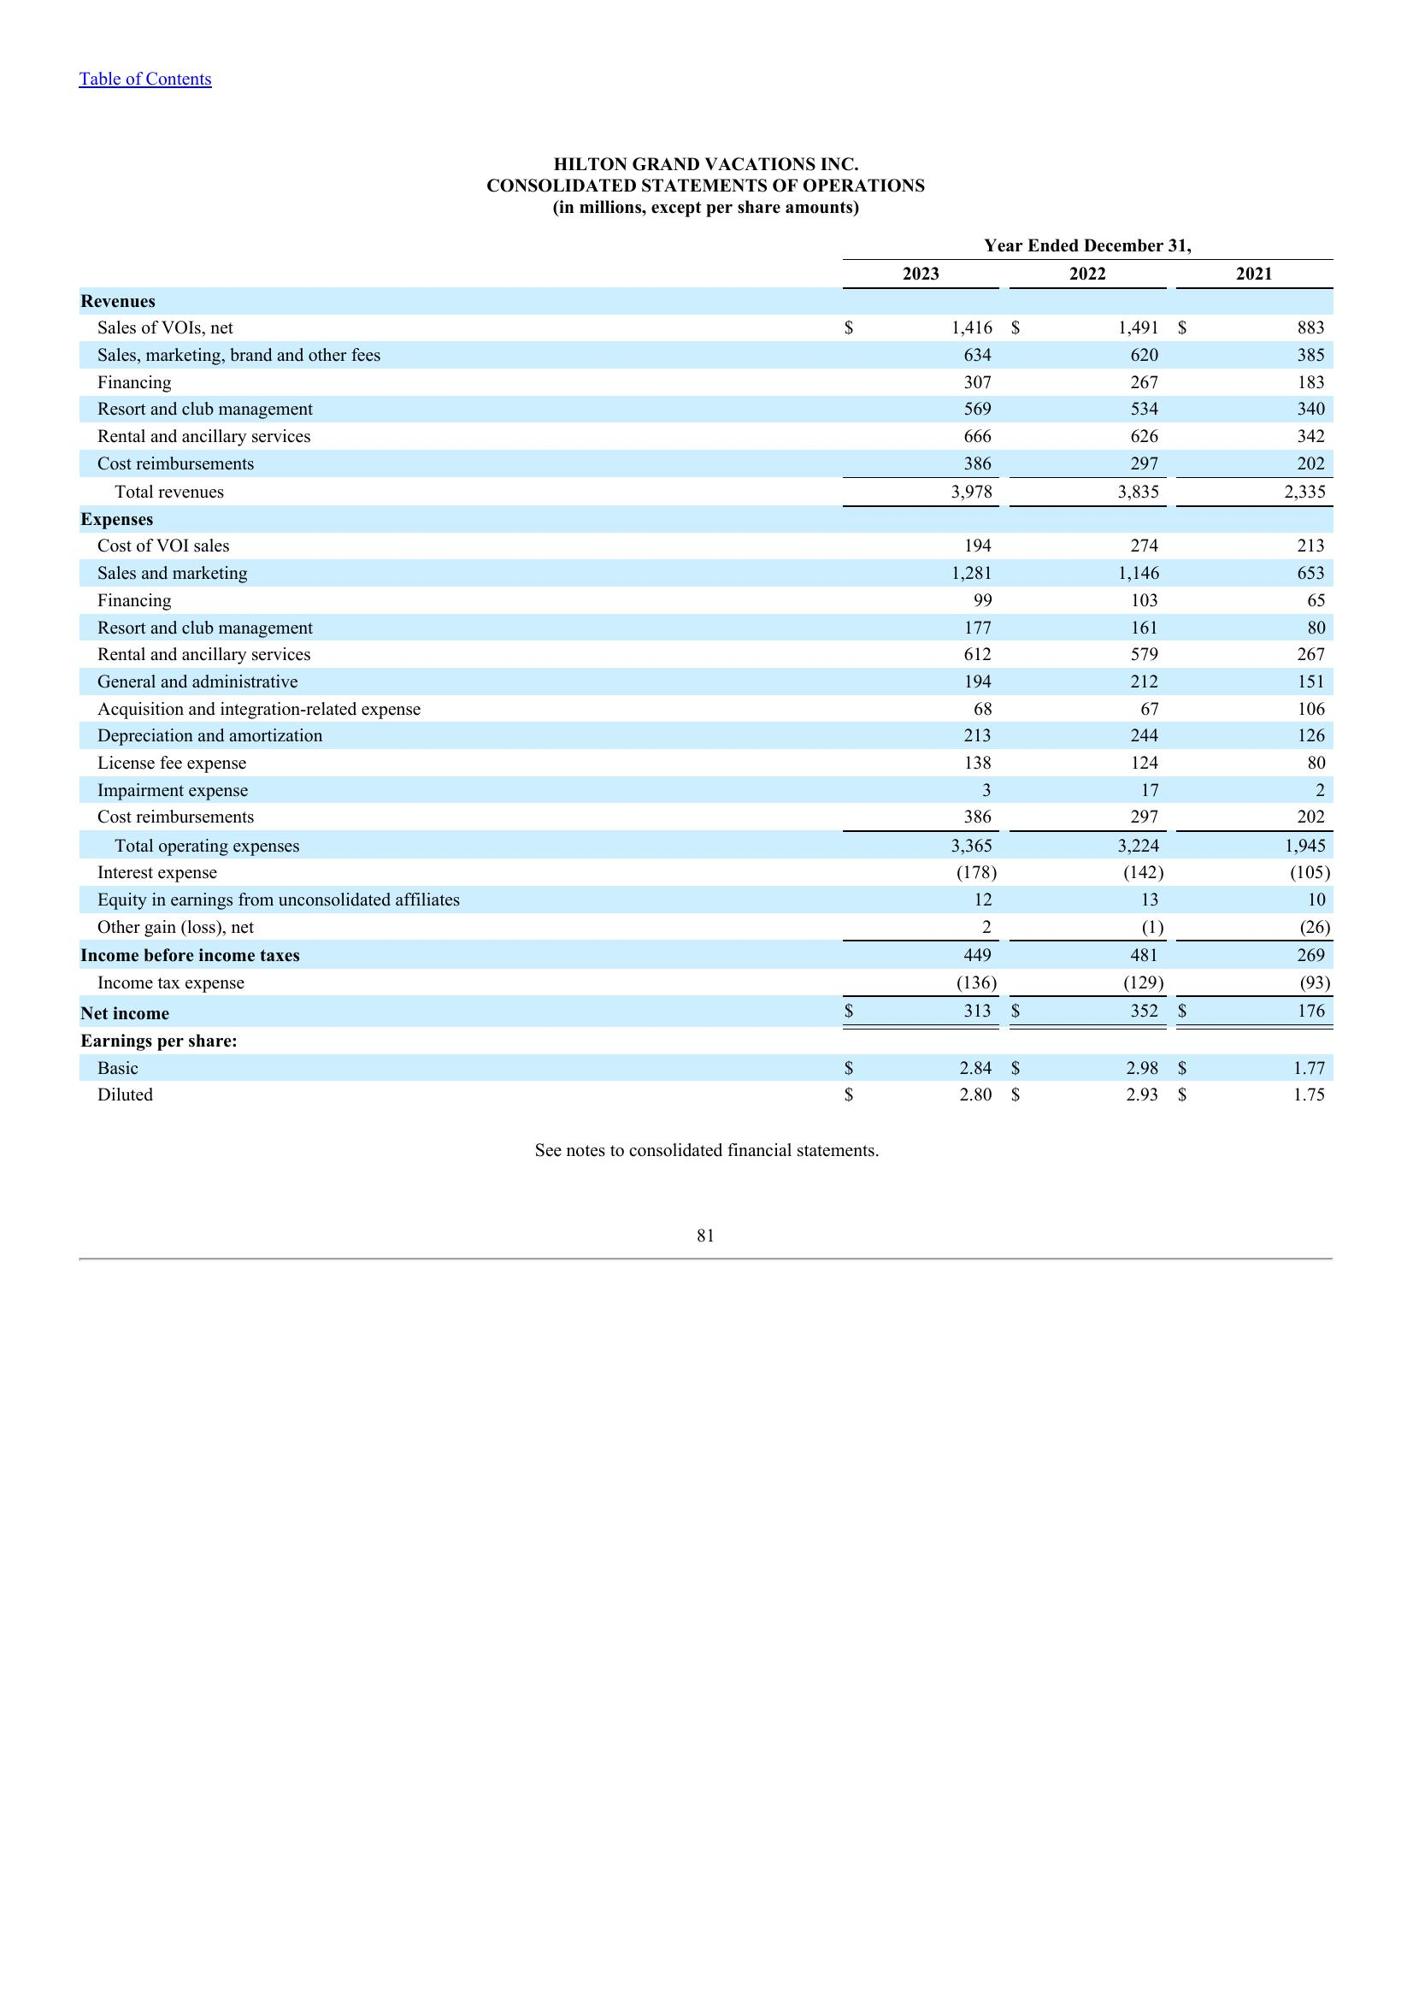 Table of Contents
HILTON GRAND VACATIONS INC.
CONSOLIDATED STATEMENTS OF OPERATIONS
(in millions, except per share amounts)
Year Ended December 31,
2023 2022 2021
Revenues
Sales of VOIs, net $ 1,416 $ 1,491 $ 883
Sales, marketing, brand and other fees 634 620 385
Financing 307 267 183
Resort and club management 569 534 340
Rental and ancillary services 666 626 342
Cost reimbursements 386 297 202
Total revenues 3,978 3,835 2,335
Expenses
Cost of VOI sales 194 274 213
Sales and marketing 1,281 1,146 653
Financing 99 103 65
Resort and club management 177 161 80
Rental and ancillary services 612 579 267
General and administrative 194 212 151
Acquisition and integration-related expense 68 67 106
Depreciation and amortization 213 244 126
License fee expense 138 124 80
Impairment expense 3 17 2
Cost reimbursements 386 297 202
Total operating expenses 3,365 3,224 1,945
Interest expense (178) (142) (105)
Equity in earnings from unconsolidated affiliates 12 13 10
Other gain (loss), net 2 (1) (26)
Income before income taxes 449 481 269
Income tax expense (136) (129) (93)
Net income $ 313 $ 352 $ 176
Earnings per share:
Basic $ 2.84 $ 2.98 $ 1.77
Diluted $ 2.80 $ 2.93 $ 1.75
See notes to consolidated financial statements.
81